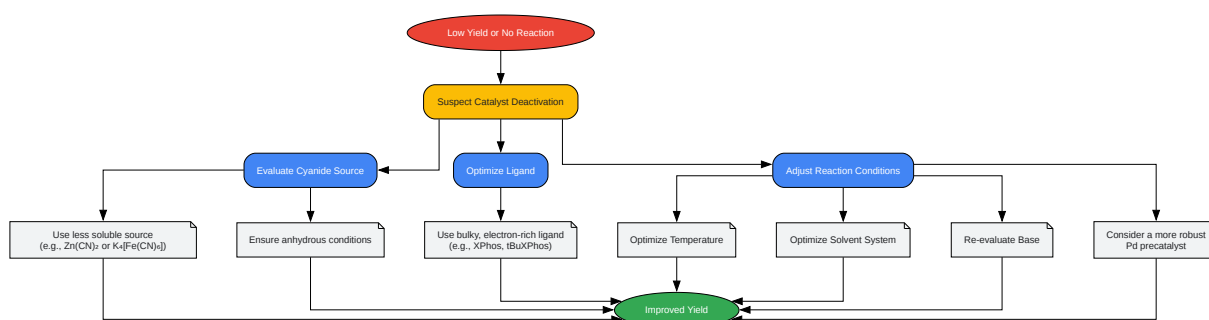 Low Yield or No Reaction
Suspect Catalyst Deactivation
Evaluate Cyanide Source
Optimize Ligand
Adjust Reaction Conditions
Use less soluble source
(e.g., Zn(CN)₂ or K₄[Fe(CN)₆])
Ensure anhydrous conditions
Use bulky, electron-rich ligand
(e.g., XPhos, tBuXPhos)
Optimize Temperature
Optimize Solvent System
Re-evaluate Base
Consider a more robust
Pd precatalyst
Improved Yield